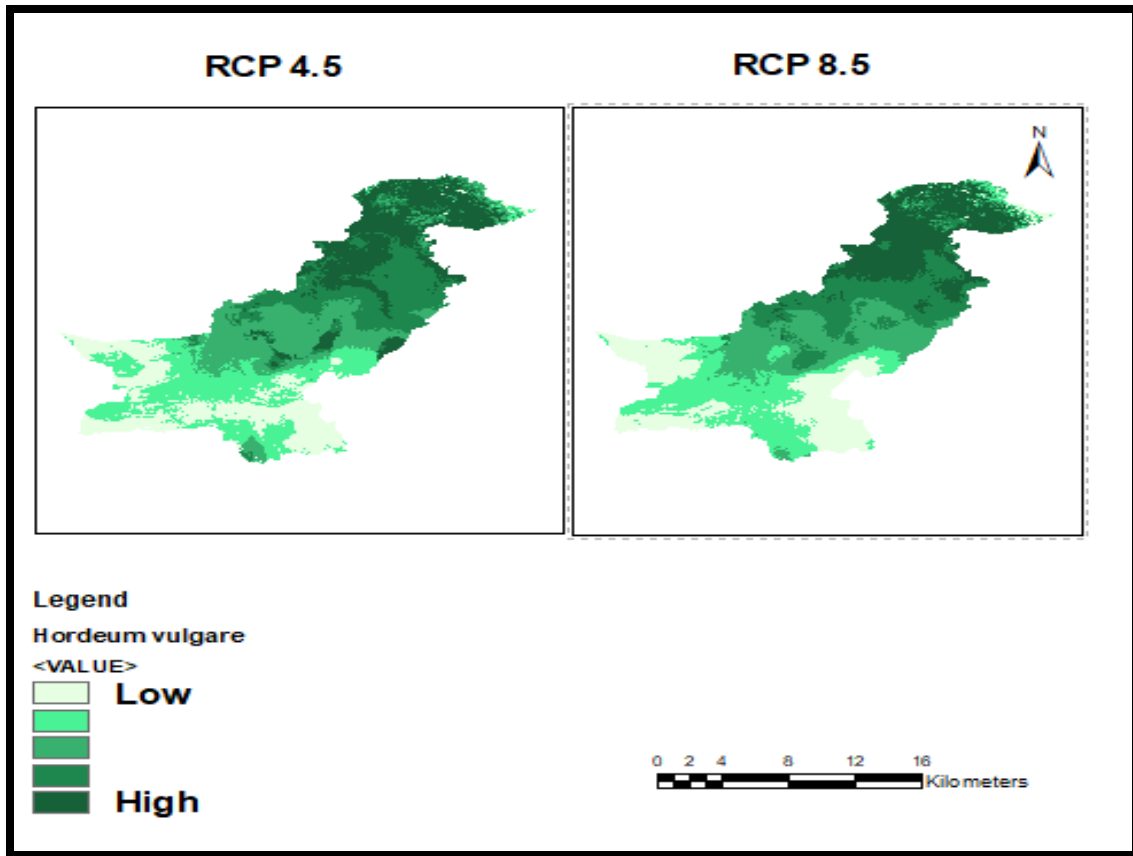 RCP 4.5
RCP 8.5
N
Legend
Hordeum vulgare
<VALUE>
Low
High
0 2 4 8 12 16
Kilometers